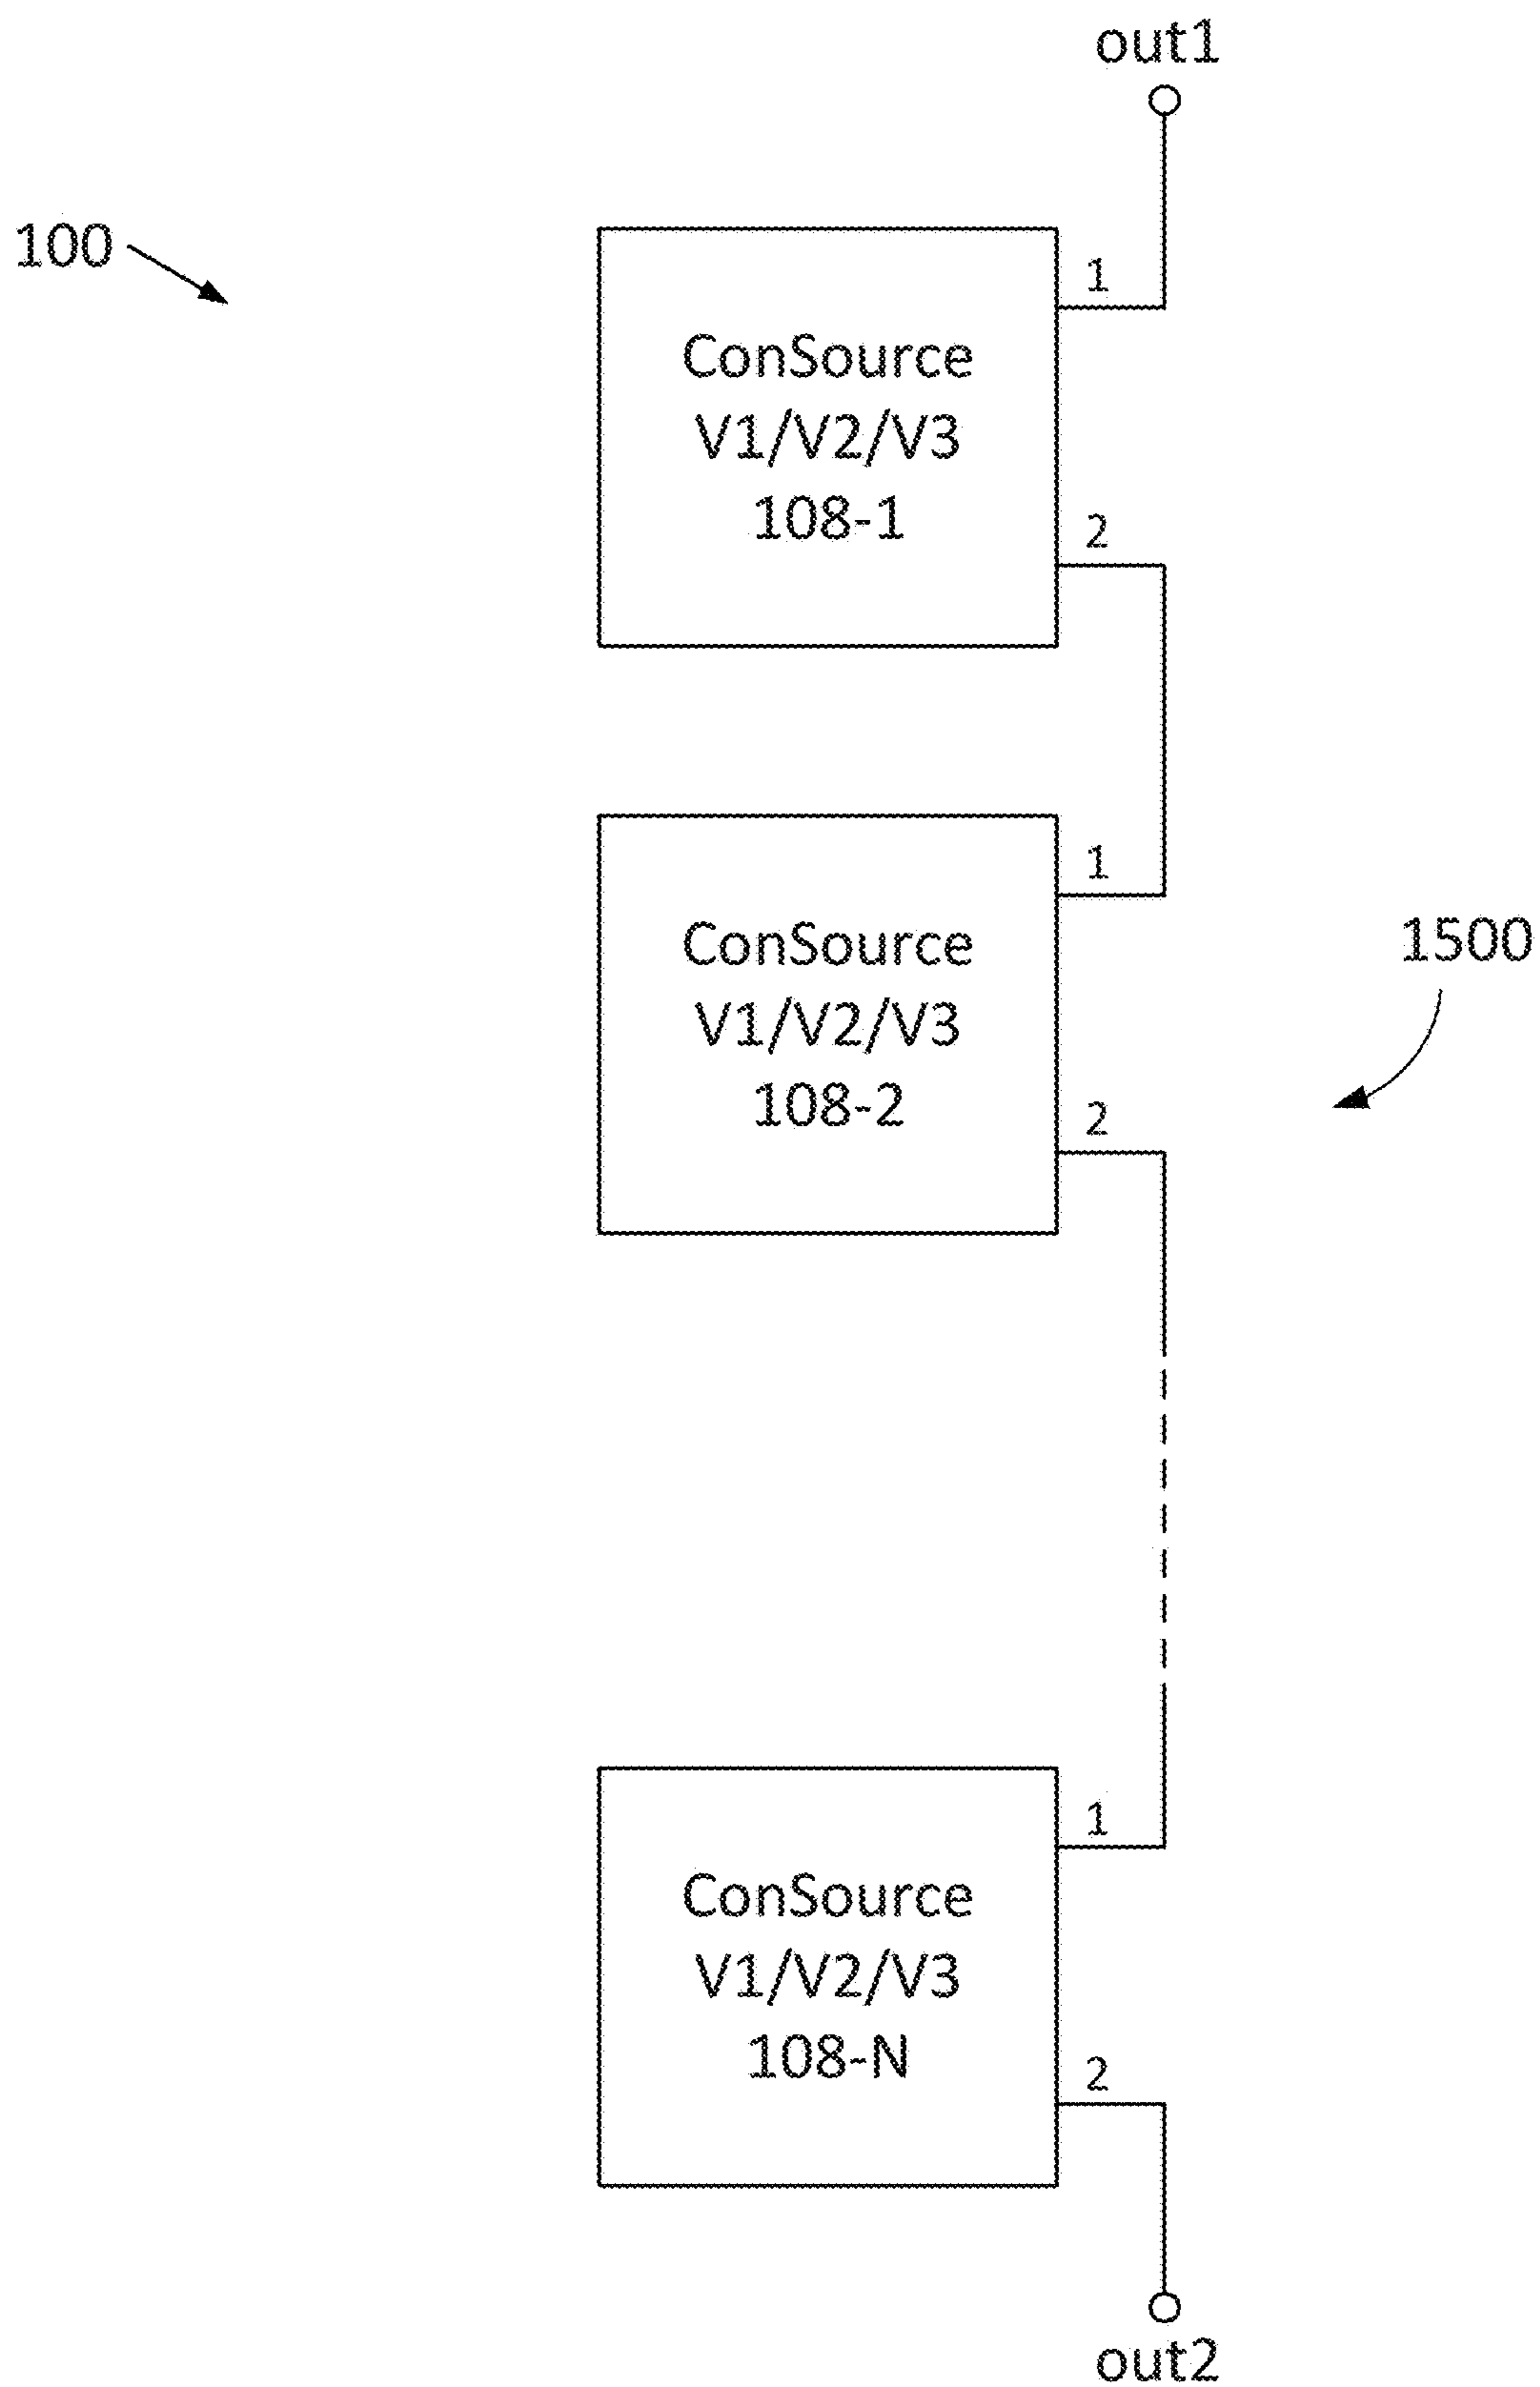 out1
100
1
ConSource
V1/V2/V3
108-1
2
1
ConSource
V1/V2/V3
108-2
2
1500
1
ConSource
V1/V2/V3
108-N
2
out2